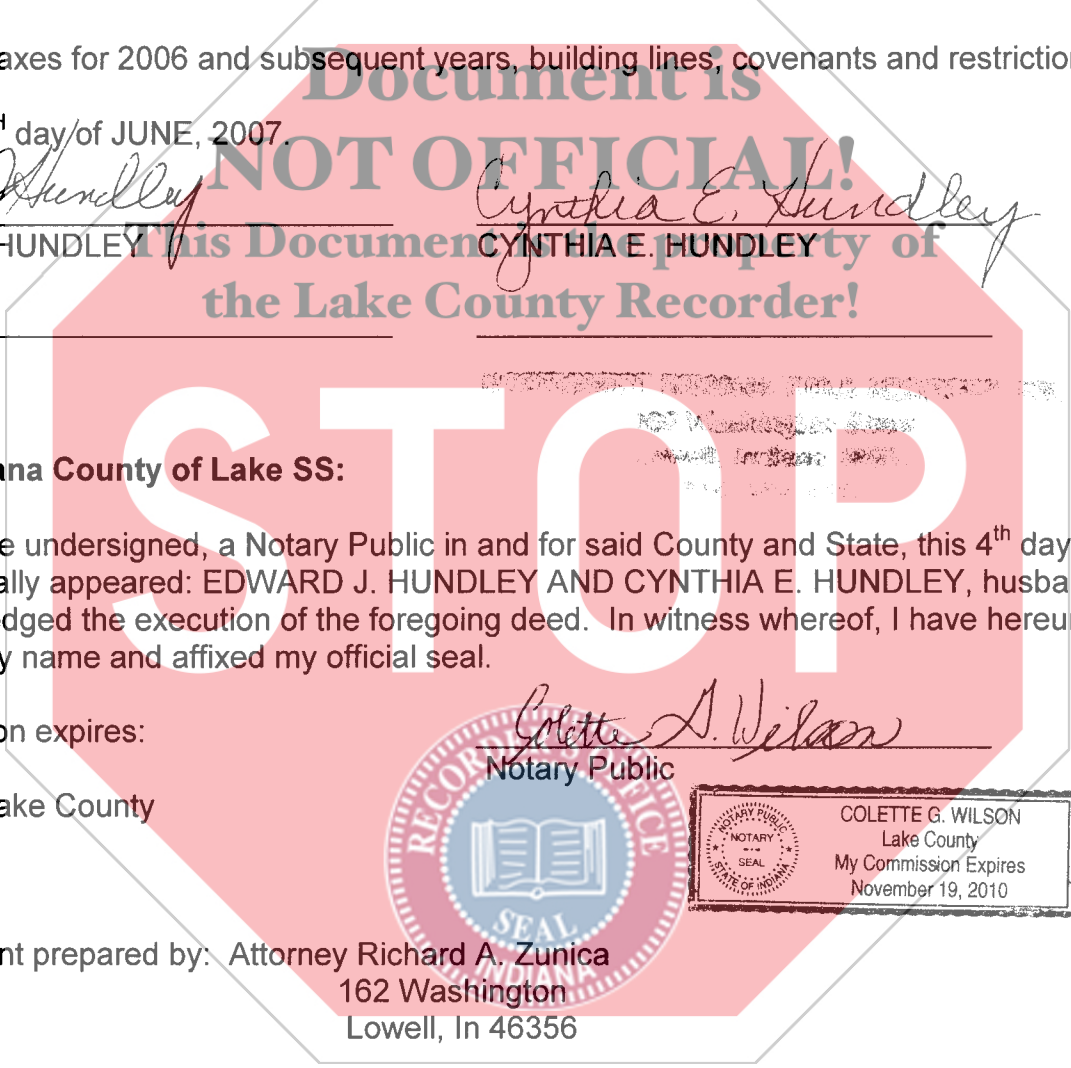 axes for 2006 and subsequent years, building lines, covenants and restriction
Document is
H day of JUNE, 2007.
NOT OFFICIAL!
Hundley
Cynthia E. Hundley
HUNDLEY
CYNTHIA E. HUNDLEY
This Document is the property of
the Lake County Recorder!
STOP
ana County of Lake SS:
e undersigned, a Notary Public in and for said County and State, this 4th day
ally appeared: EDWARD J. HUNDLEY AND CYNTHIA E. HUNDLEY, husba
dged the execution of the foregoing deed. In witness whereof, I have hereu
y name and affixed my official seal.
on expires:
Colette G. Wilson
Notary Public
ake County
RECORDER'S OFFICE
SEAL
INDIANA
NOTARY PUBLIC
NOTARY
SEAL
STATE OF INDIANA
COLETTE G. WILSON
Lake County
My Commission Expires
November 19, 2010
nt prepared by: Attorney Richard A. Zunica
162 Washington
Lowell, In 46356